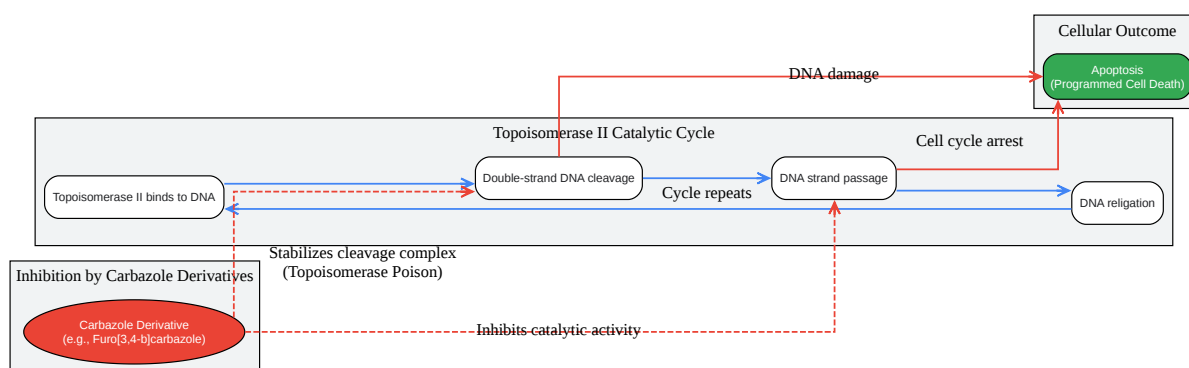 Cellular Outcome
Apoptosis
(Programmed Cell Death)
DNA damage
Topoisomerase II Catalytic Cycle
Cell cycle arrest
Topoisomerase II binds to DNA
Double-strand DNA cleavage
DNA strand passage
Cycle repeats
DNA religation
Stabilizes cleavage complex
(Topoisomerase Poison)
Inhibition by Carbazole Derivatives
Carbazole Derivative
(e.g., Furo[3,4-b]carbazole)
Inhibits catalytic activity